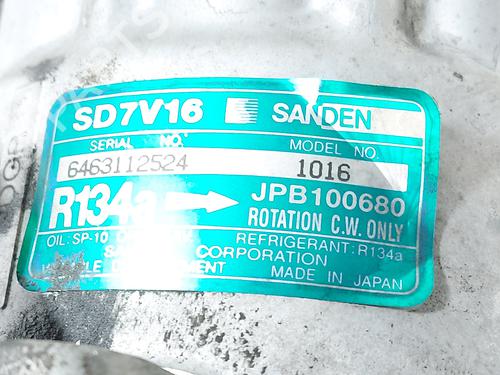 SD7V16 SANDEN
SERIAL NO. MODEL NO.
6463112524 1016
R134a JPB100680
ROTATION C.W. ONLY
OIL: SP-10 REFRIGERANT: R134a
CORPORATION
MADE IN JAPAN